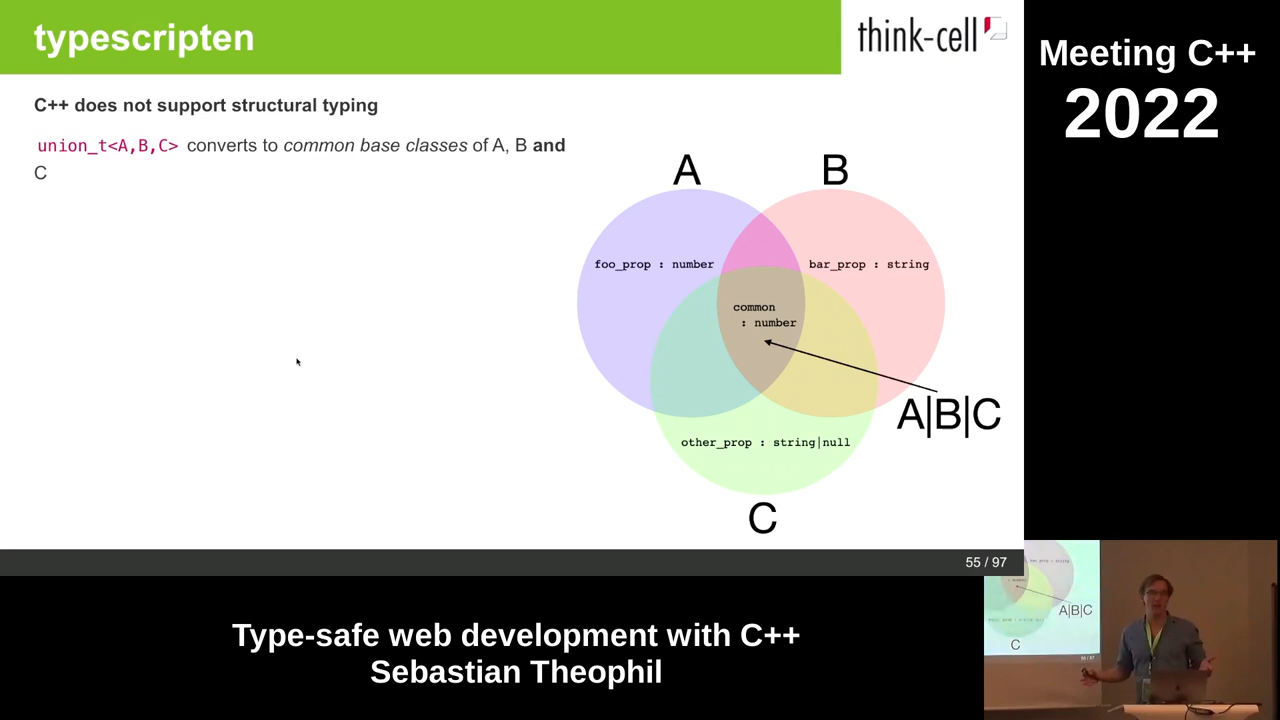 typescripten
think-cell
Meeting C++
2022
C++ does not support structural typing
union_t<A,B,C> converts to common base classes of A, B and
C
A
B
foo_prop : number
bar_prop : string
common
: number
A|B|C
other_prop : string|null
C
55 / 97
Type-safe web development with C++
Sebastian Theophil
A|B|C
C